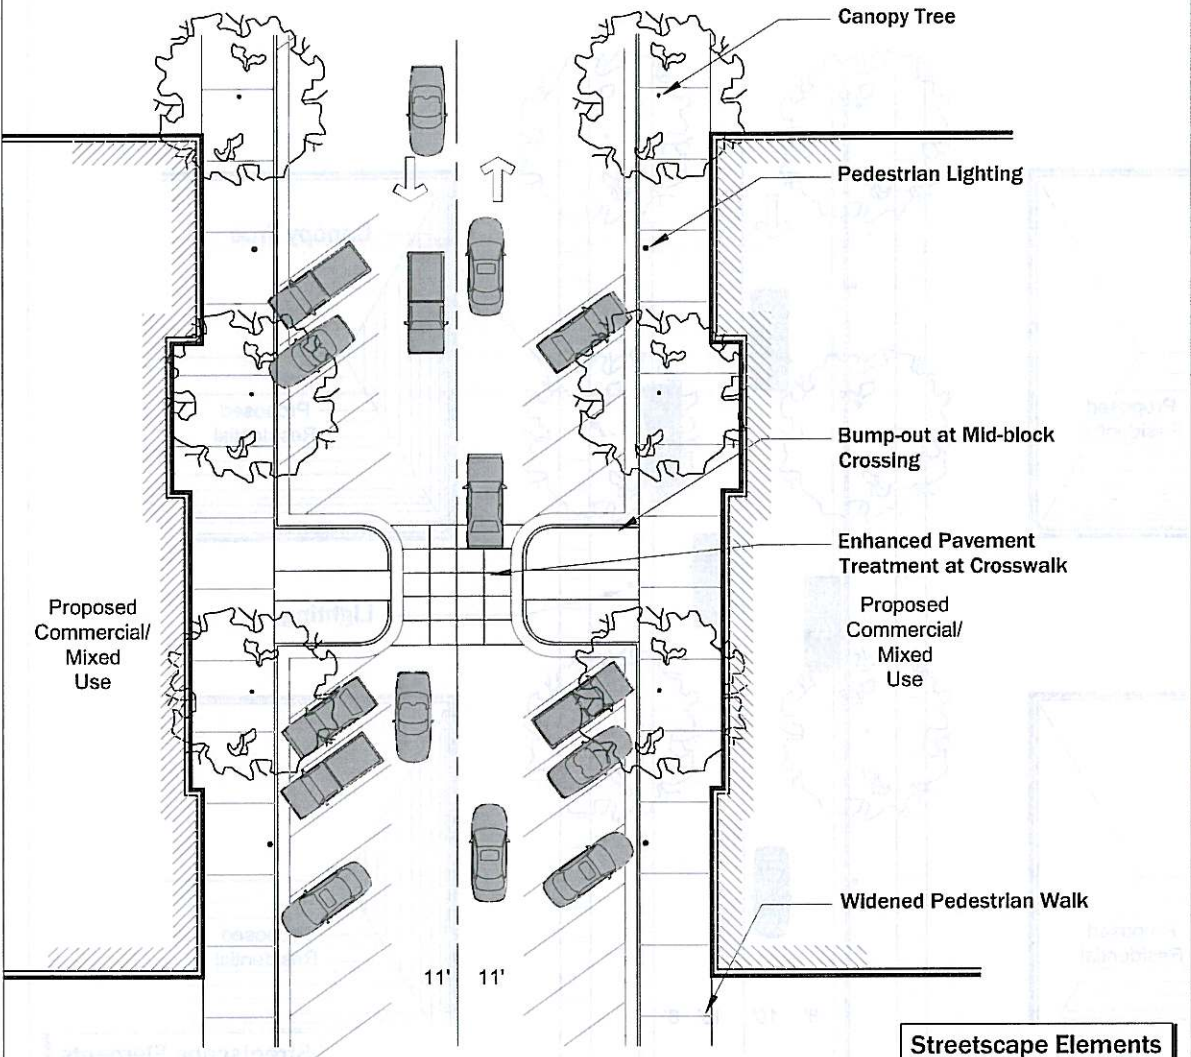 Canopy Tree
Pedestrian Lighting
Bump-out at Mid-block
Crossing
Enhanced Pavement
Treatment at Crosswalk
Proposed
Commercial/
Mixed
Use
Proposed
Commercial/
Mixed
Use
Widened Pedestrian Walk
11' 11'
Streetscape Elements